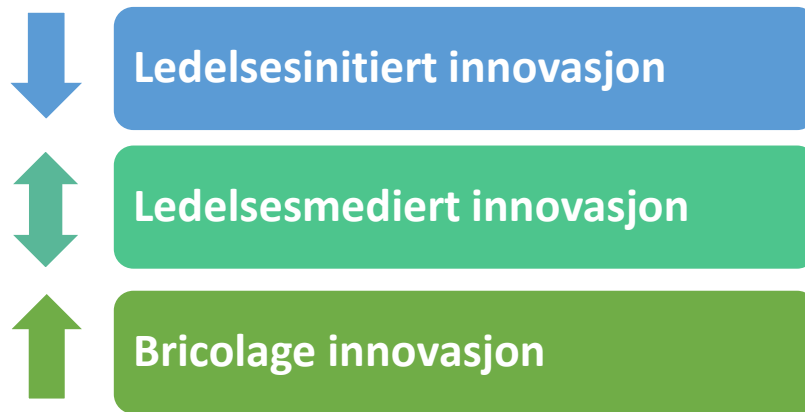 Ledelsesinitiert innovasjon
Ledelsesmediert innovasjon
Bricolage innovasjon